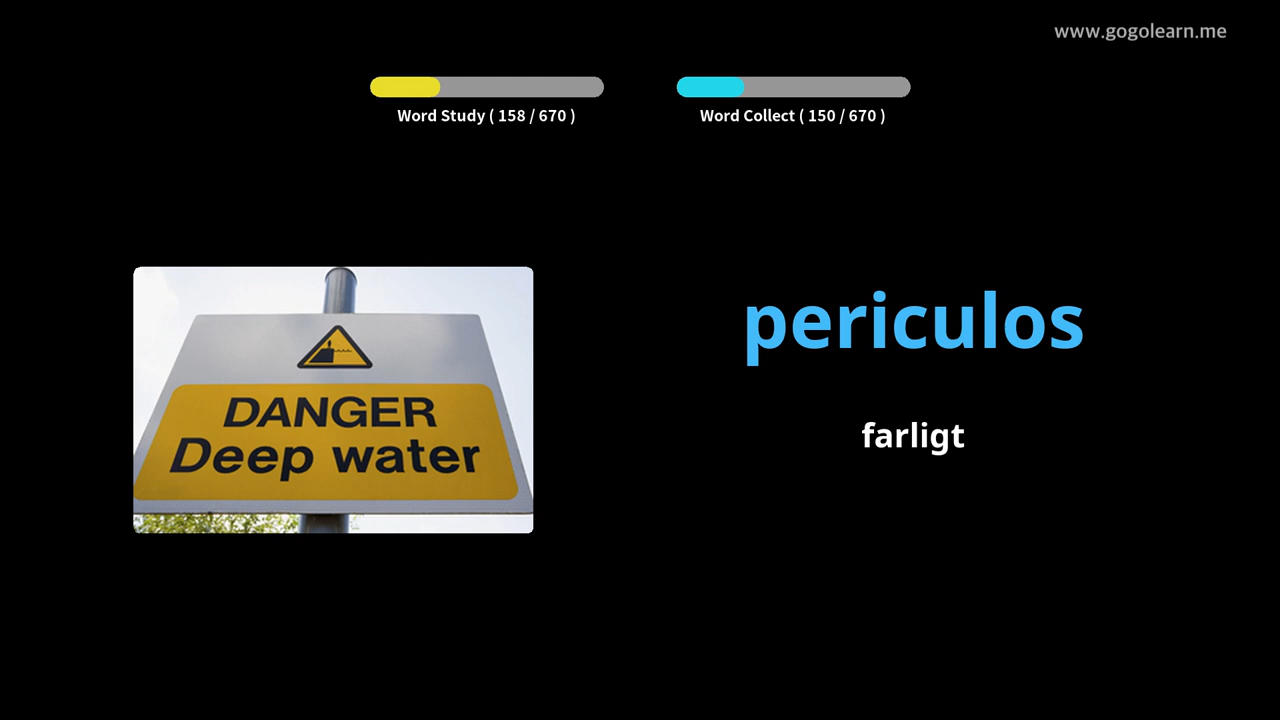 www.gogolearn.me
Word Study ( 158 / 670 )
Word Collect ( 150 / 670 )
DANGER
Deep water
periculos
farligt